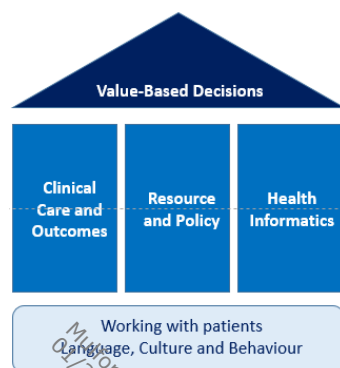 Value-Based Decisions
Clinical
Care and
Outcomes
Resource
and Policy
Health
Informatics
Working with patients
Language, Culture and Behaviour